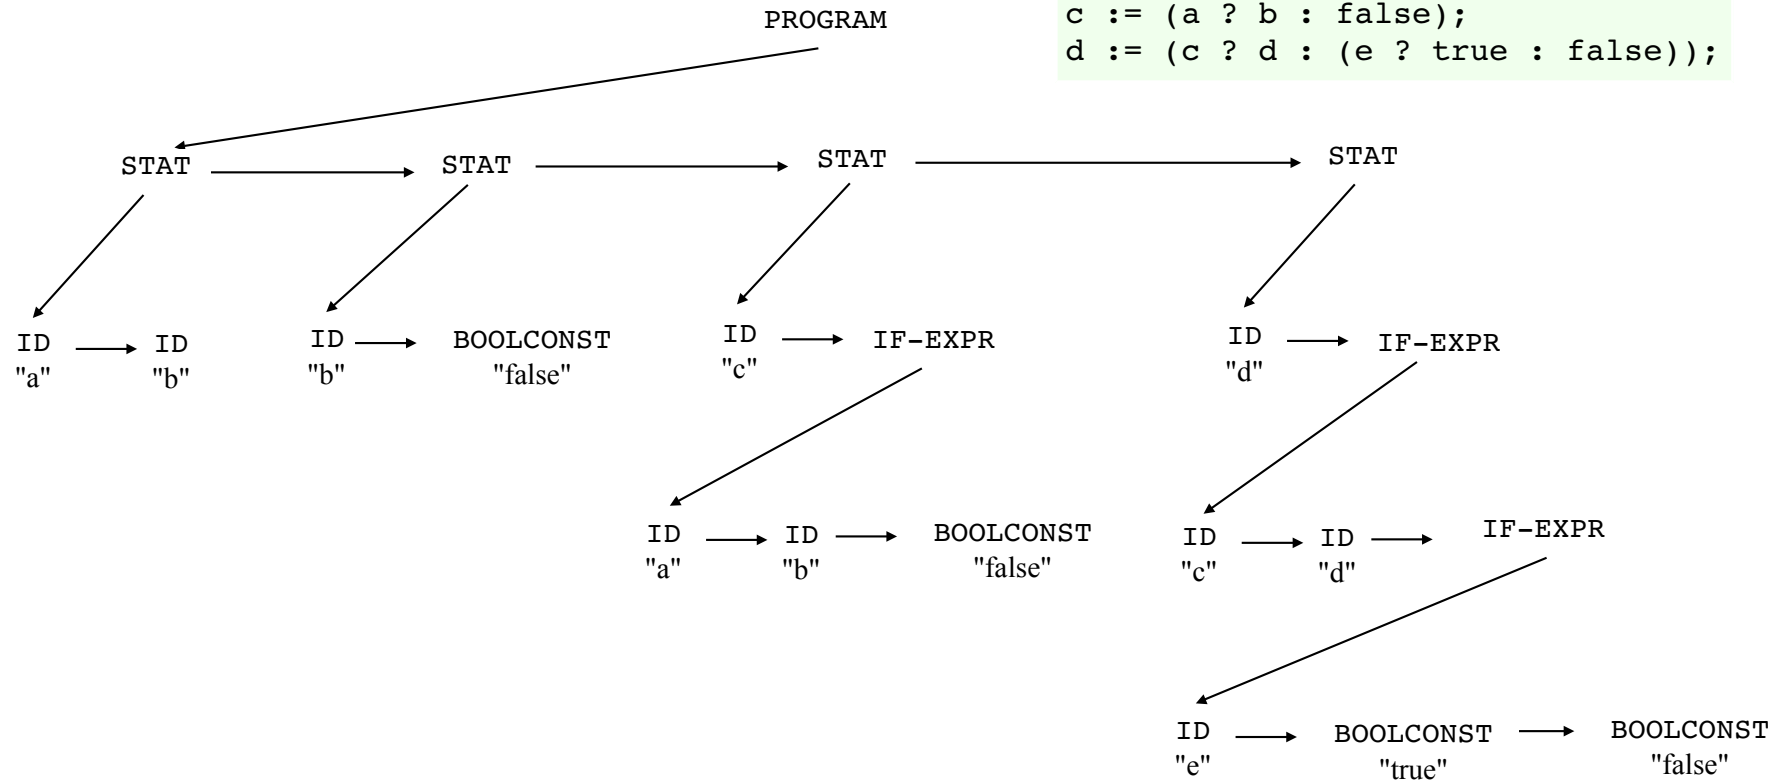 PROGRAM
c := (a ? b : false);
d := (c ? d : (e ? true : false));
STAT STAT STAT STAT
ID ID ID BOOLCONST ID IF-EXPR ID IF-EXPR
"a" "b" "b" "false" "c" "d"
ID ID BOOLCONST ID ID IF-EXPR
"a" "b" "false" "c" "d"
ID BOOLCONST BOOLCONST
"e" "true" "false"